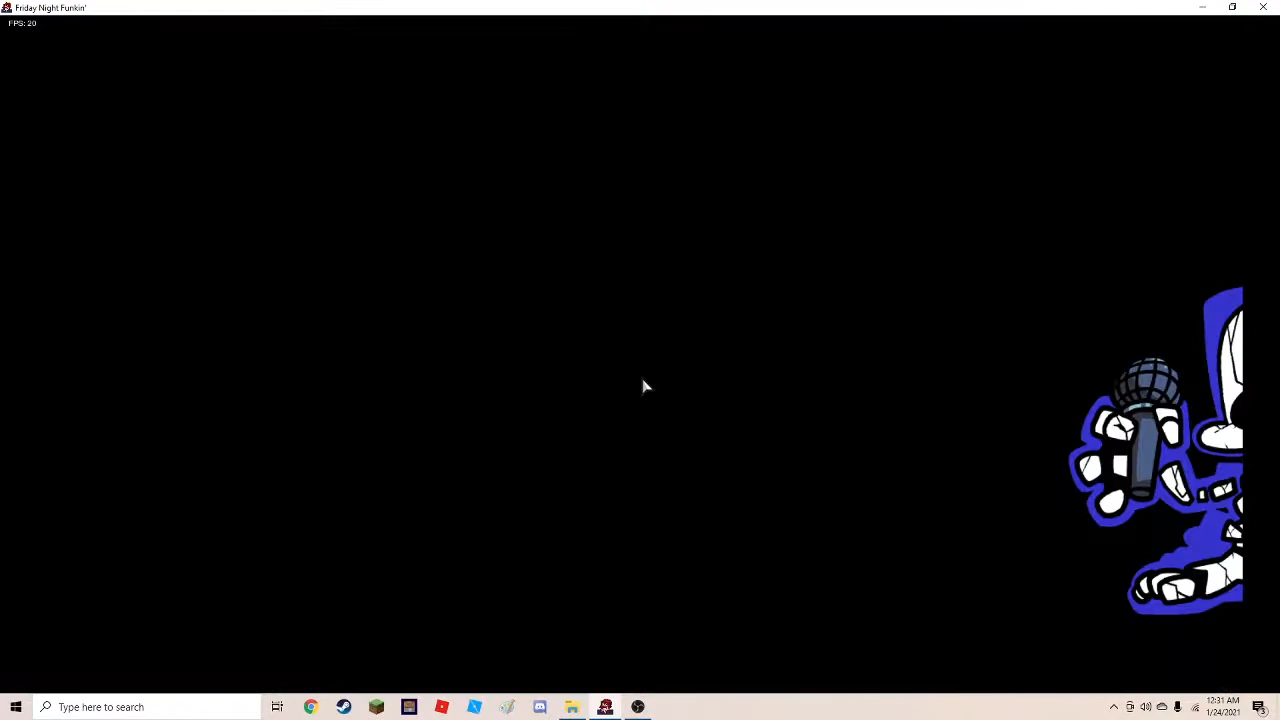 Friday Night Funkin'
FPS: 20
Type here to search
12:31 AM
1/24/2021